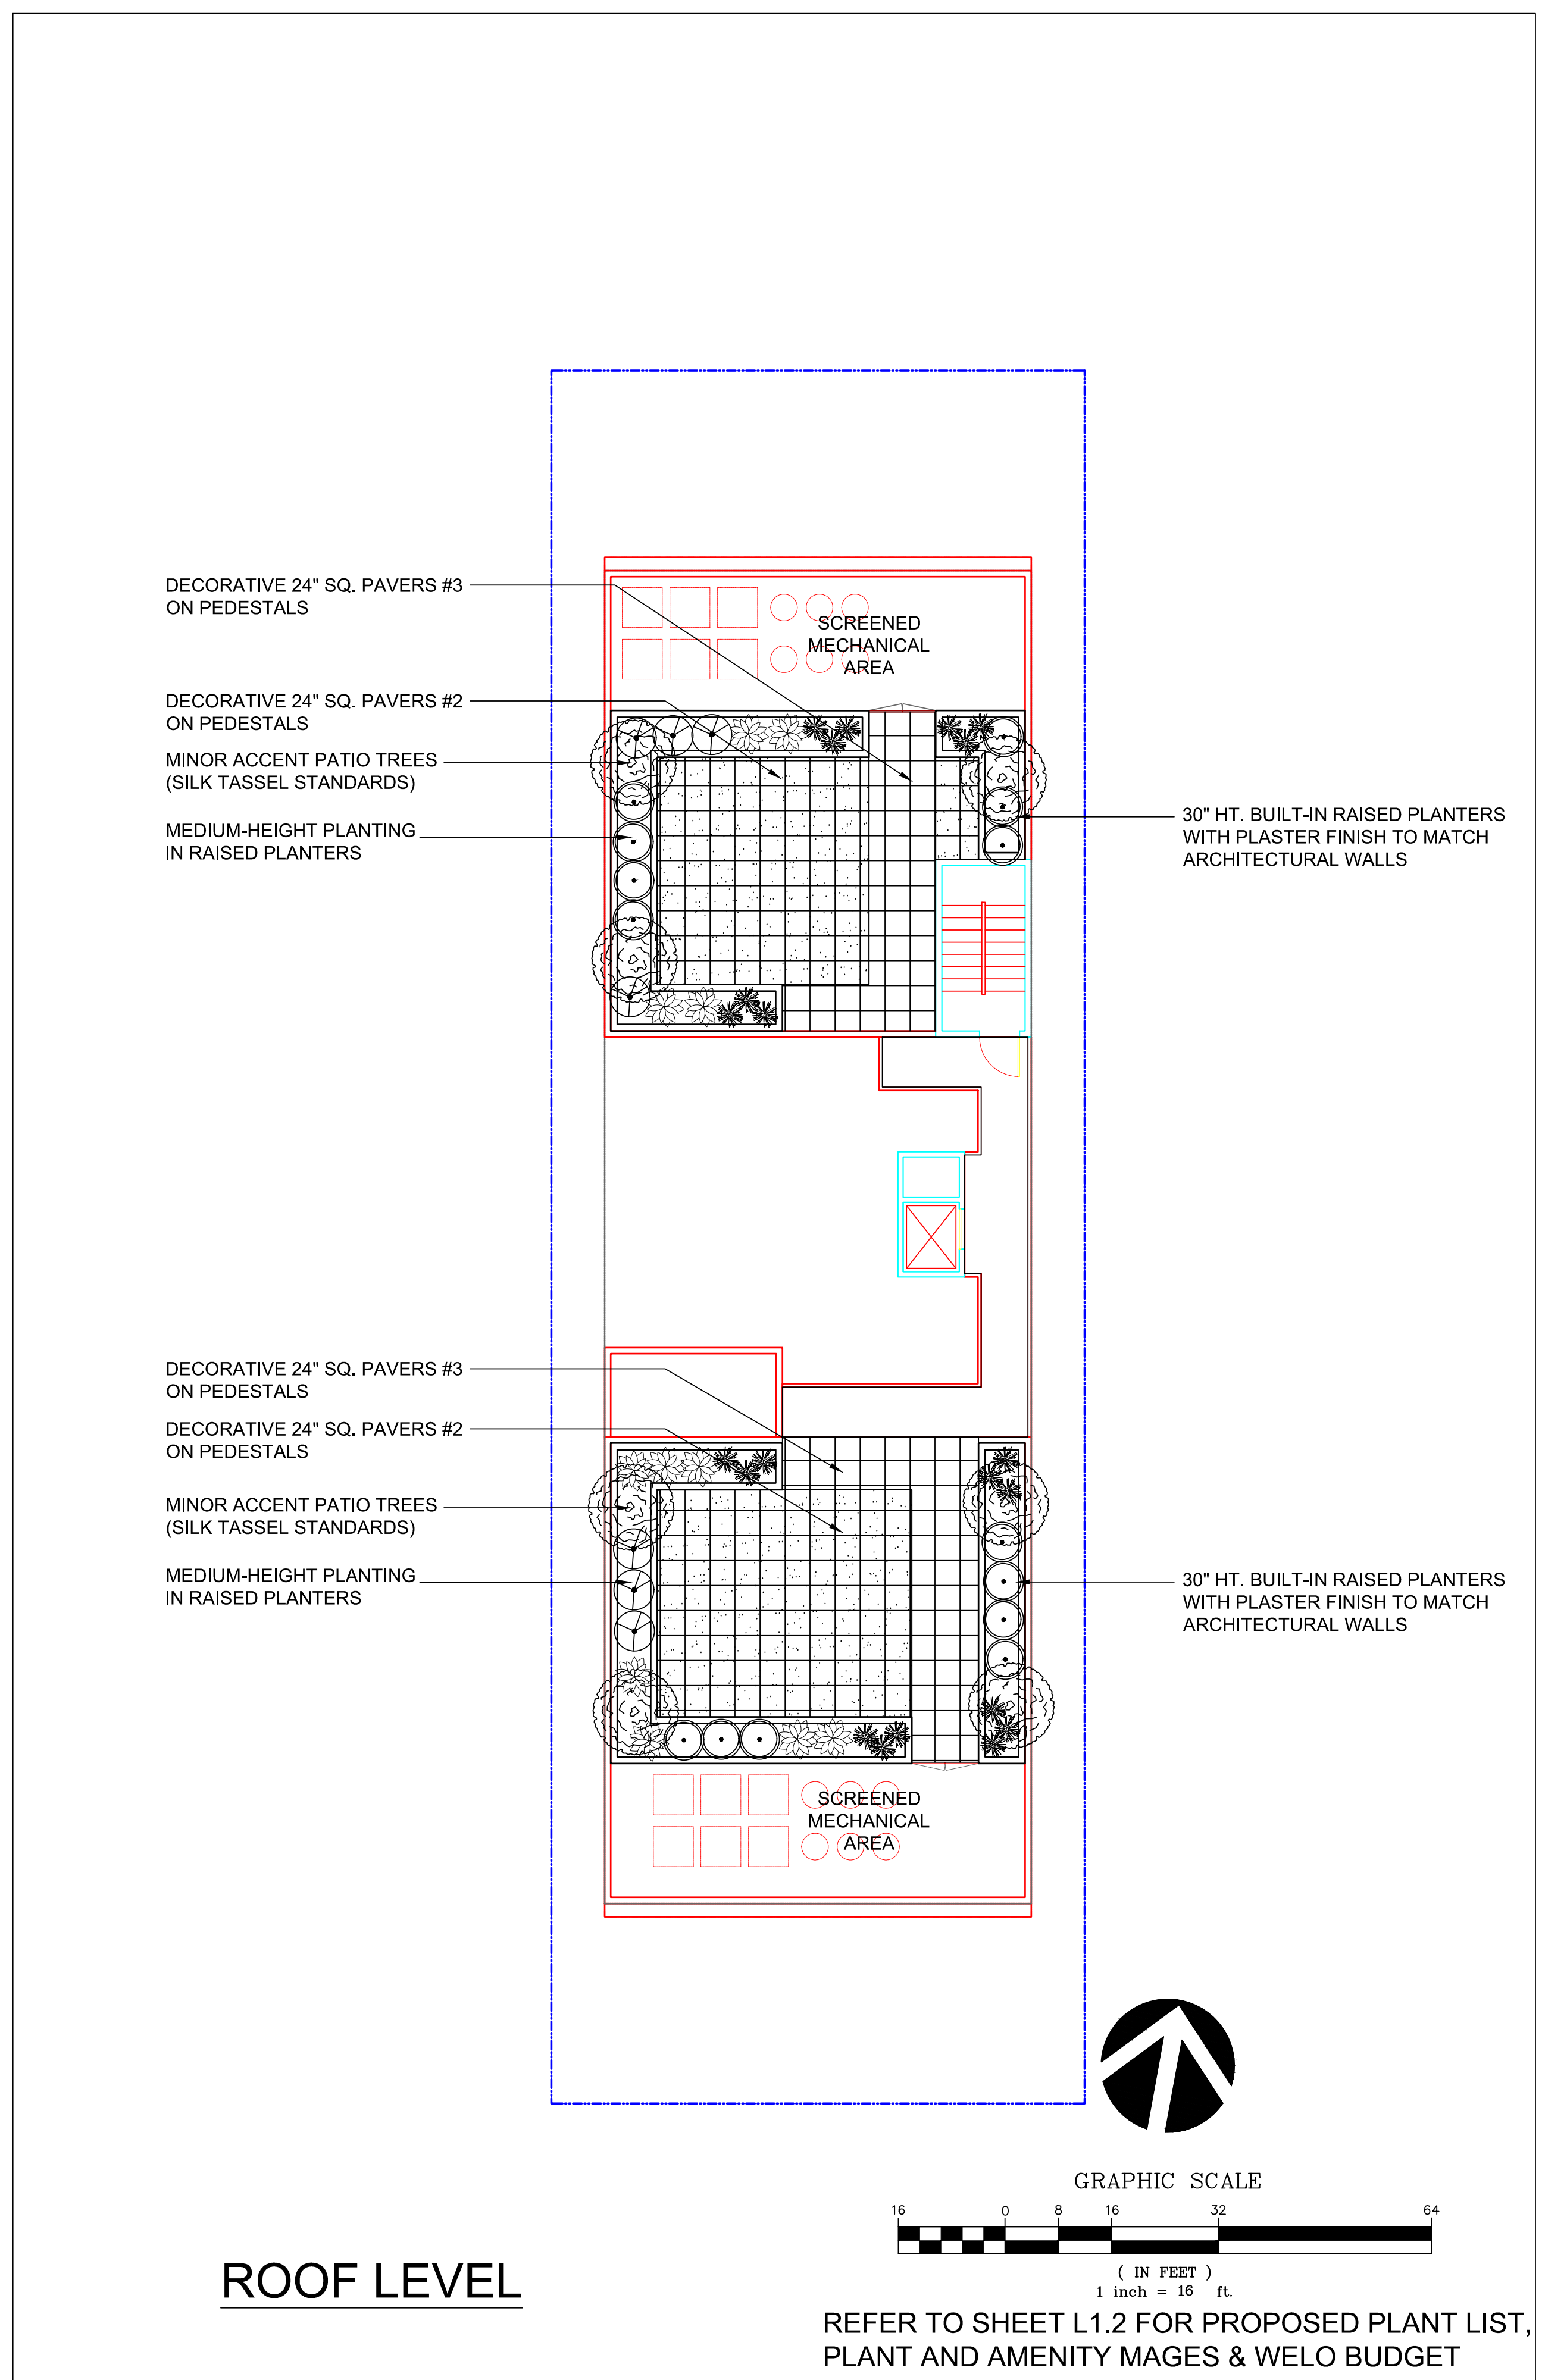 DECORATIVE 24" SQ. PAVERS #3
ON PEDESTALS
SCREENED
MECHANICAL
AREA
DECORATIVE 24" SQ. PAVERS #2
ON PEDESTALS
MINOR ACCENT PATIO TREES
(SILK TASSEL STANDARDS)
MEDIUM-HEIGHT PLANTING
IN RAISED PLANTERS
30" HT. BUILT-IN RAISED PLANTERS
WITH PLASTER FINISH TO MATCH
ARCHITECTURAL WALLS
DECORATIVE 24" SQ. PAVERS #3
ON PEDESTALS
DECORATIVE 24" SQ. PAVERS #2
ON PEDESTALS
MINOR ACCENT PATIO TREES
(SILK TASSEL STANDARDS)
MEDIUM-HEIGHT PLANTING
IN RAISED PLANTERS
30" HT. BUILT-IN RAISED PLANTERS
WITH PLASTER FINISH TO MATCH
ARCHITECTURAL WALLS
SCREENED
MECHANICAL
AREA
GRAPHIC SCALE
16 0 8 16 32 64
( IN FEET )
1 inch = 16 ft.
ROOF LEVEL
REFER TO SHEET L1.2 FOR PROPOSED PLANT LIST,
PLANT AND AMENITY MAGES & WELO BUDGET